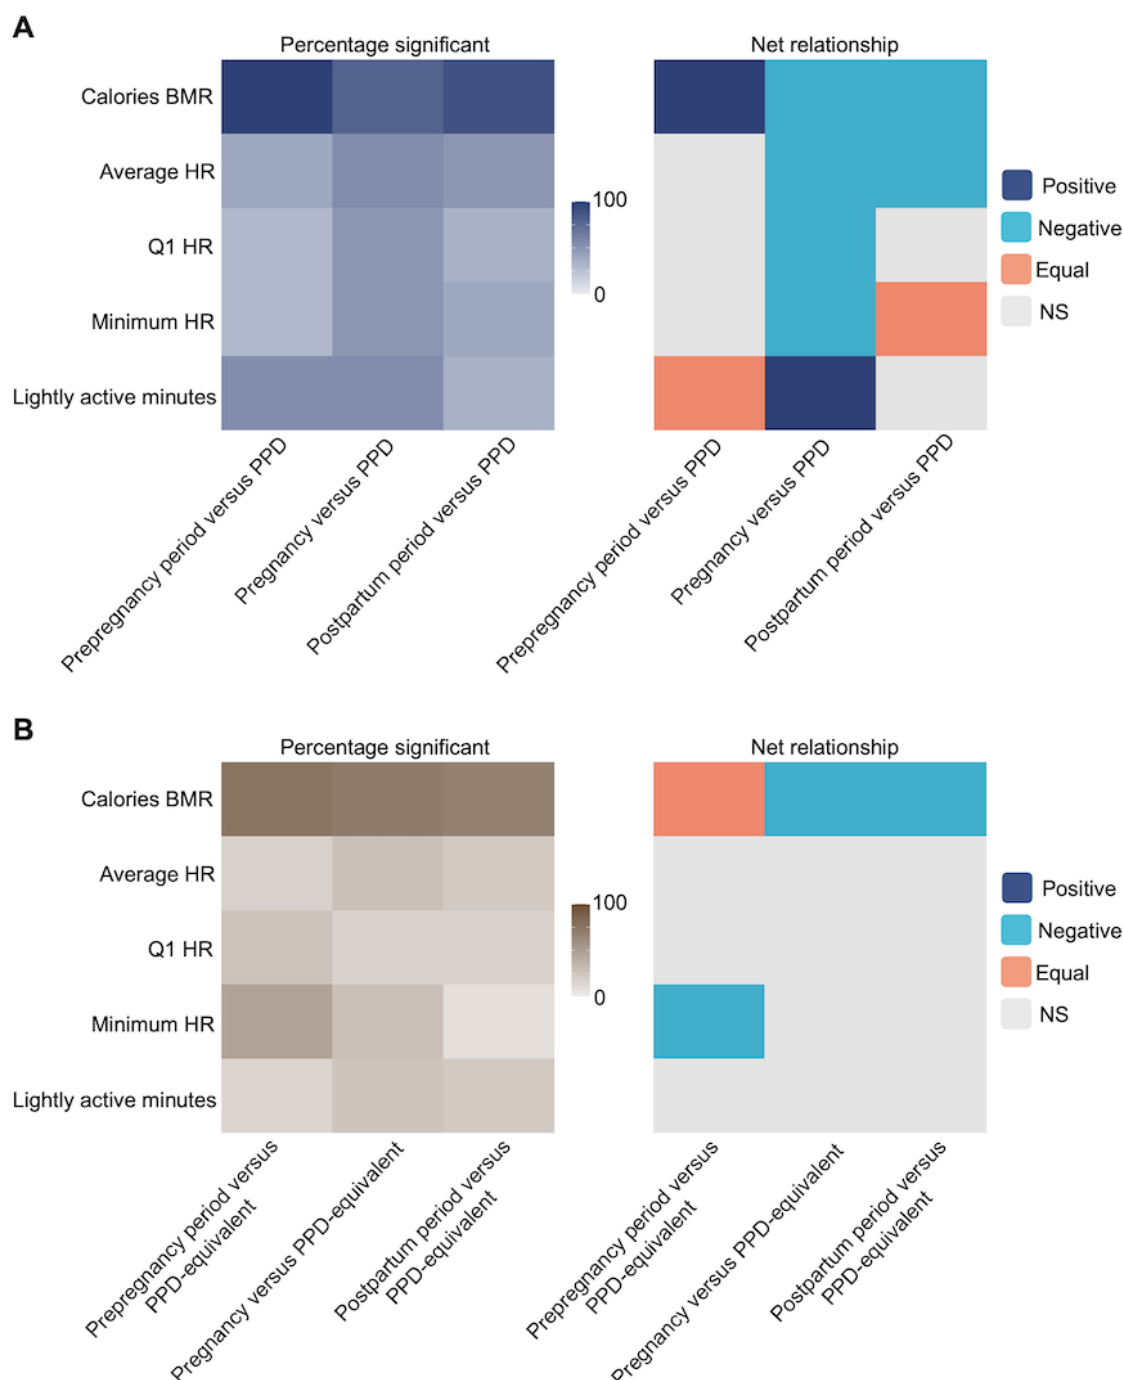 A
Percentage significant
Net relationship
Calories BMR
Average HR
Q1 HR
Minimum HR
Lightly active minutes
100
0
Positive
Negative
Equal
NS
Prepregnancy period versus PPD
Pregnancy versus PPD
Postpartum period versus PPD
Prepregnancy period versus PPD
Pregnancy versus PPD
Postpartum period versus PPD
B
Percentage significant
Net relationship
Calories BMR
Average HR
Q1 HR
Minimum HR
Lightly active minutes
100
0
Positive
Negative
Equal
NS
Prepregnancy period versus
PPD-equivalent
Pregnancy versus PPD-equivalent
Postpartum period versus
PPD-equivalent
Prepregnancy period versus
PPD-equivalent
Pregnancy versus PPD-equivalent
Postpartum period versus
PPD-equivalent